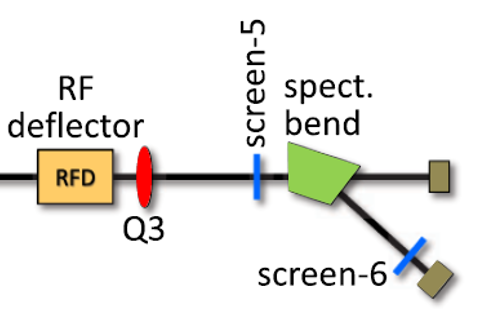 RF
deflector
RFD
Q3
screen-5
spect.
bend
screen-6